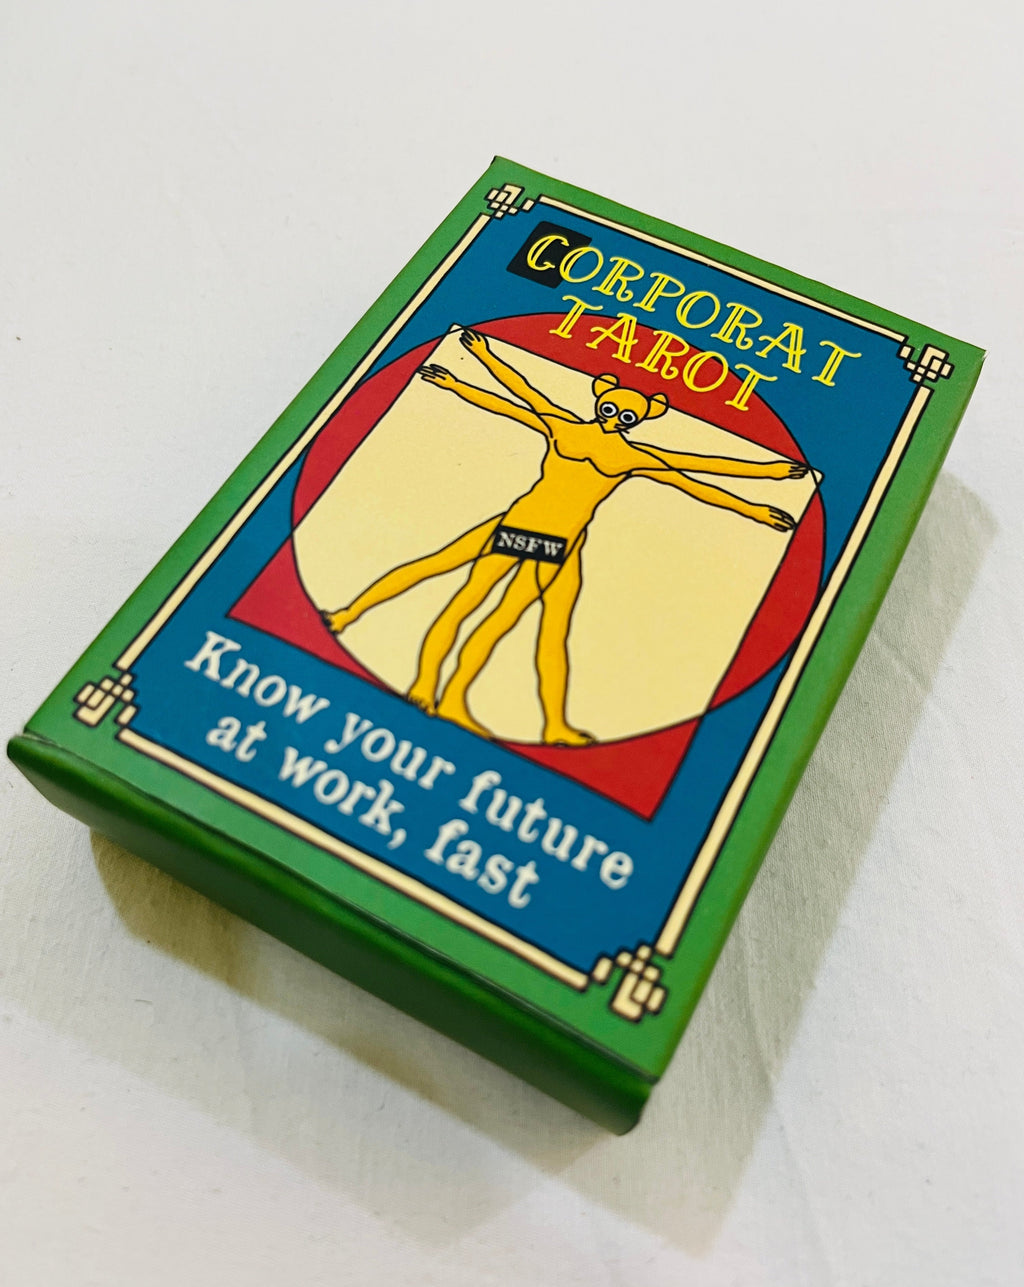 CORPORAT
TAROT
NSFW
Know your future
at work, fast